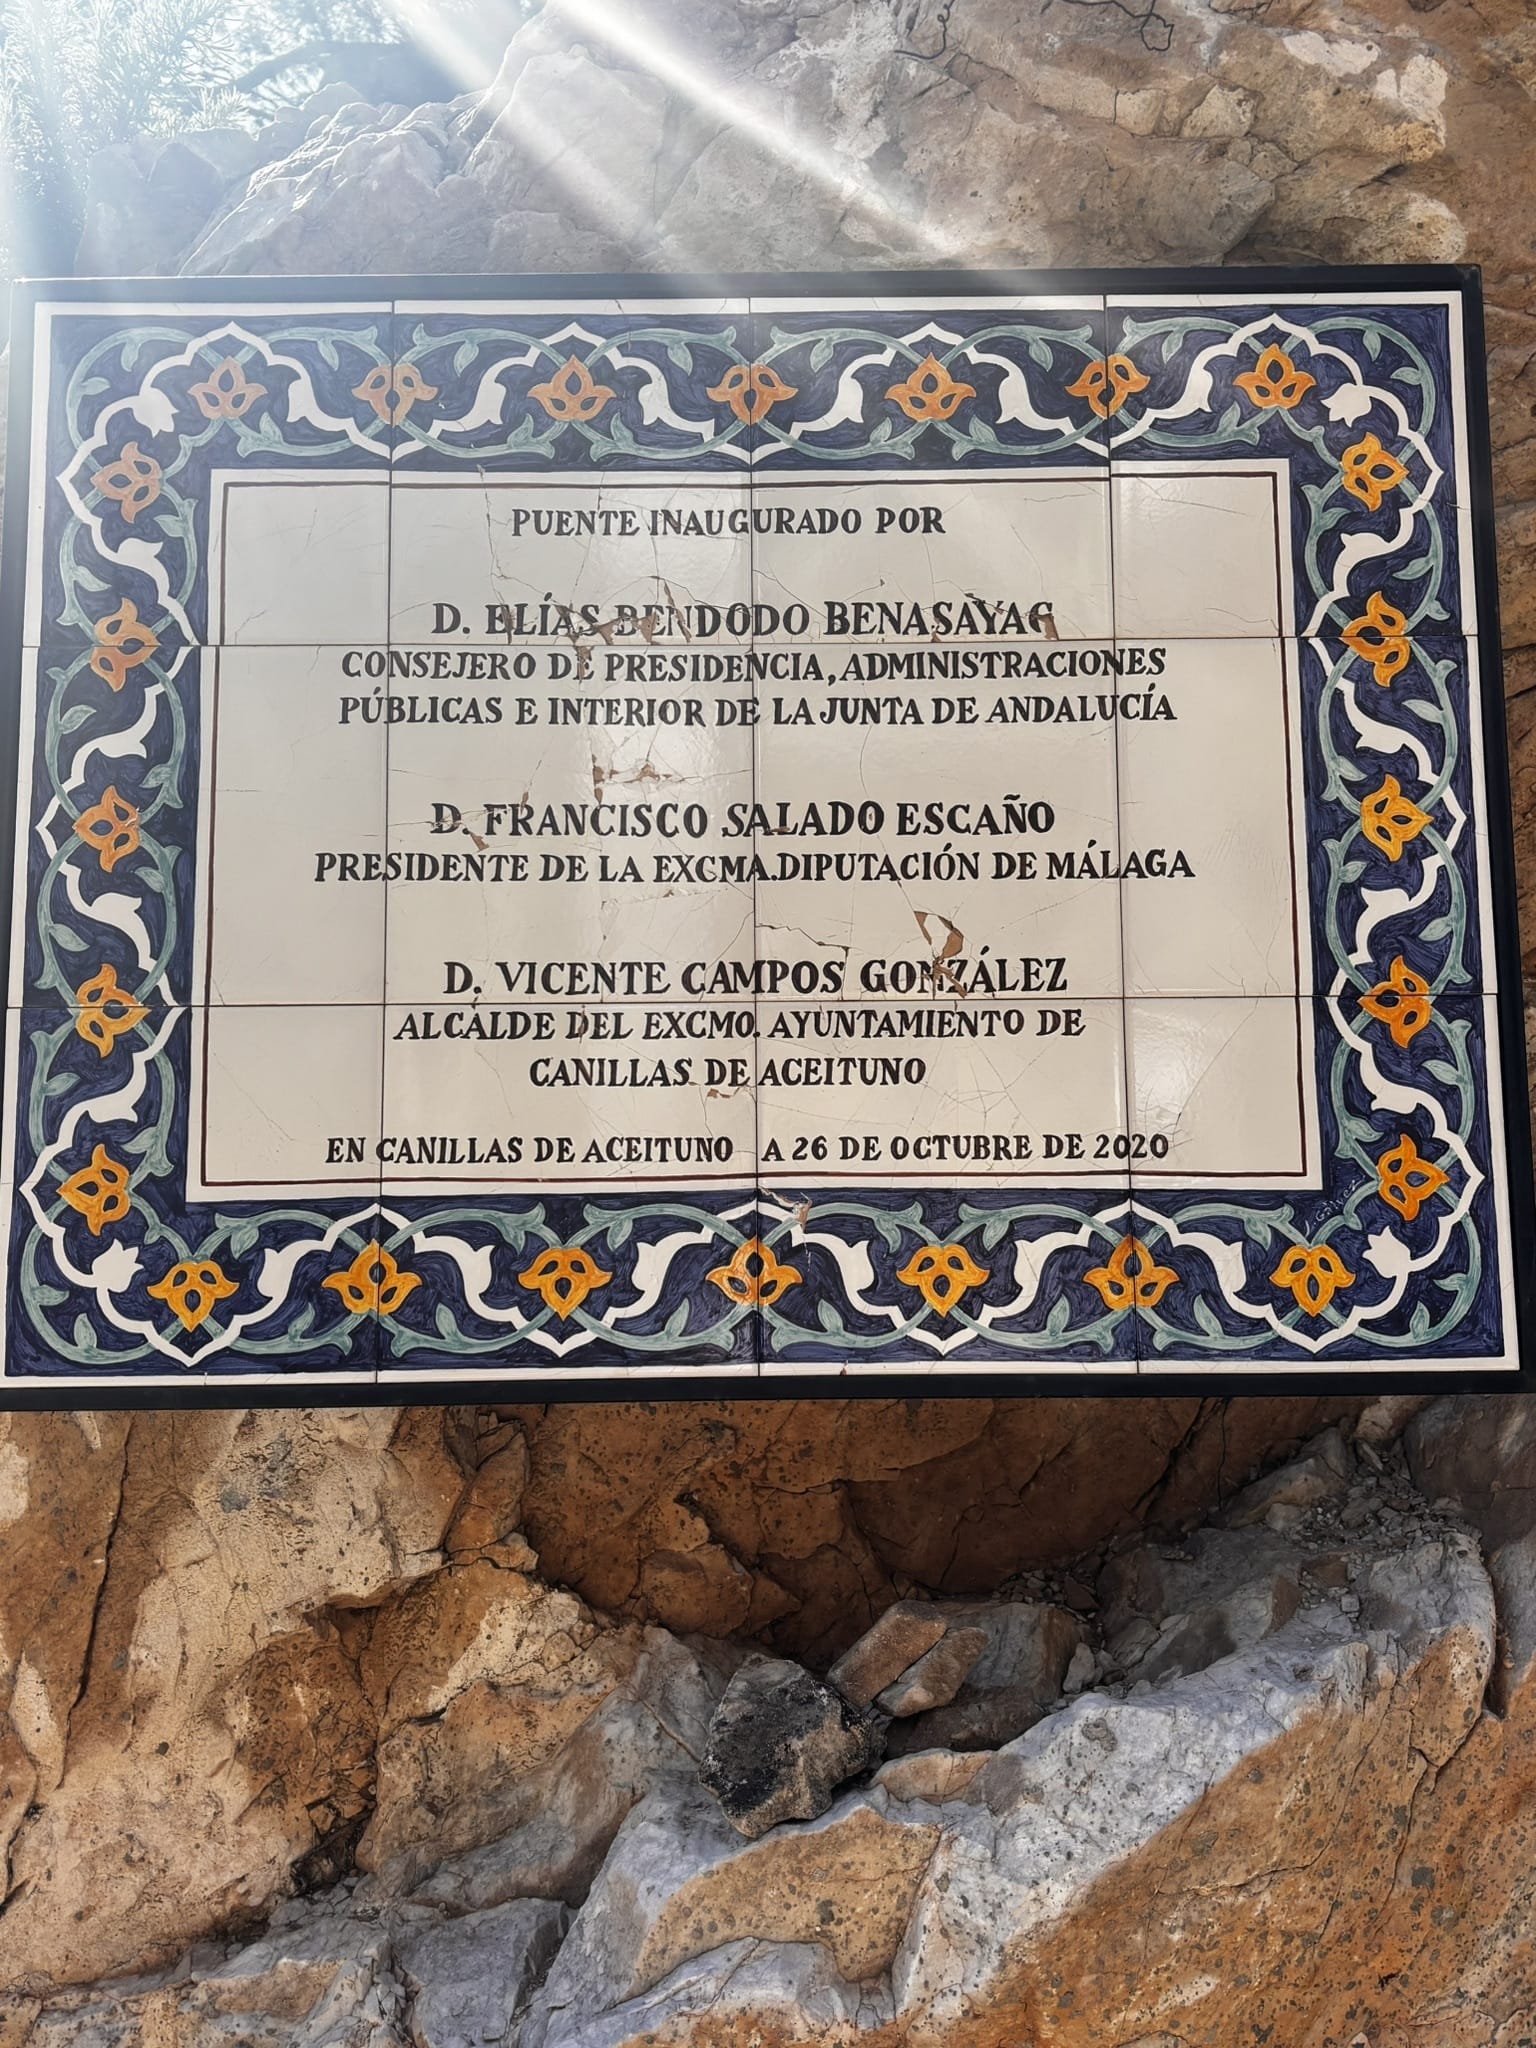 PUENTE INAUGURADO POR
D. ELÍAS BENDODO BENASAYAG
CONSEJERO DE PRESIDENCIA, ADMINISTRACIONES
PÚBLICAS E INTERIOR DE LA JUNTA DE ANDALUCÍA
D. FRANCISCO SALADO ESCAÑO
PRESIDENTE DE LA EXCMA. DIPUTACIÓN DE MÁLAGA
D. VICENTE CAMPOS GONZÁLEZ
ALCALDE DEL EXCMO. AYUNTAMIENTO DE
CANILLAS DE ACEITUNO
EN CANILLAS DE ACEITUNO A 26 DE OCTUBRE DE 2020
J. Gálvez